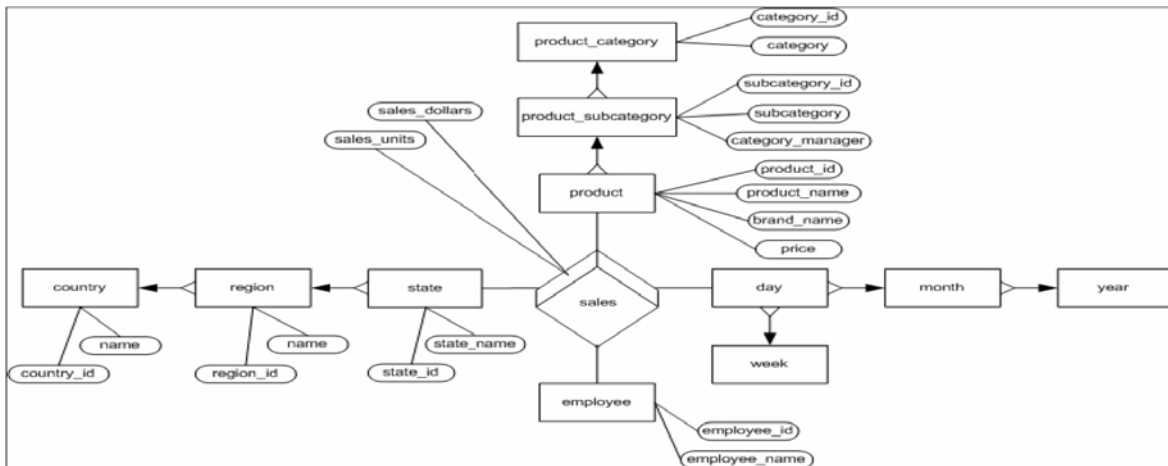 category_id
product_category
category
subcategory_id
sales_dollars
product_subcategory
subcategory
sales_units
category_manager
product_id
product
product_name
brand_name
price
country
region
state
sales
day
month
year
name
name
state_name
country_id
region_id
state_id
week
employee
employee_id
employee_name